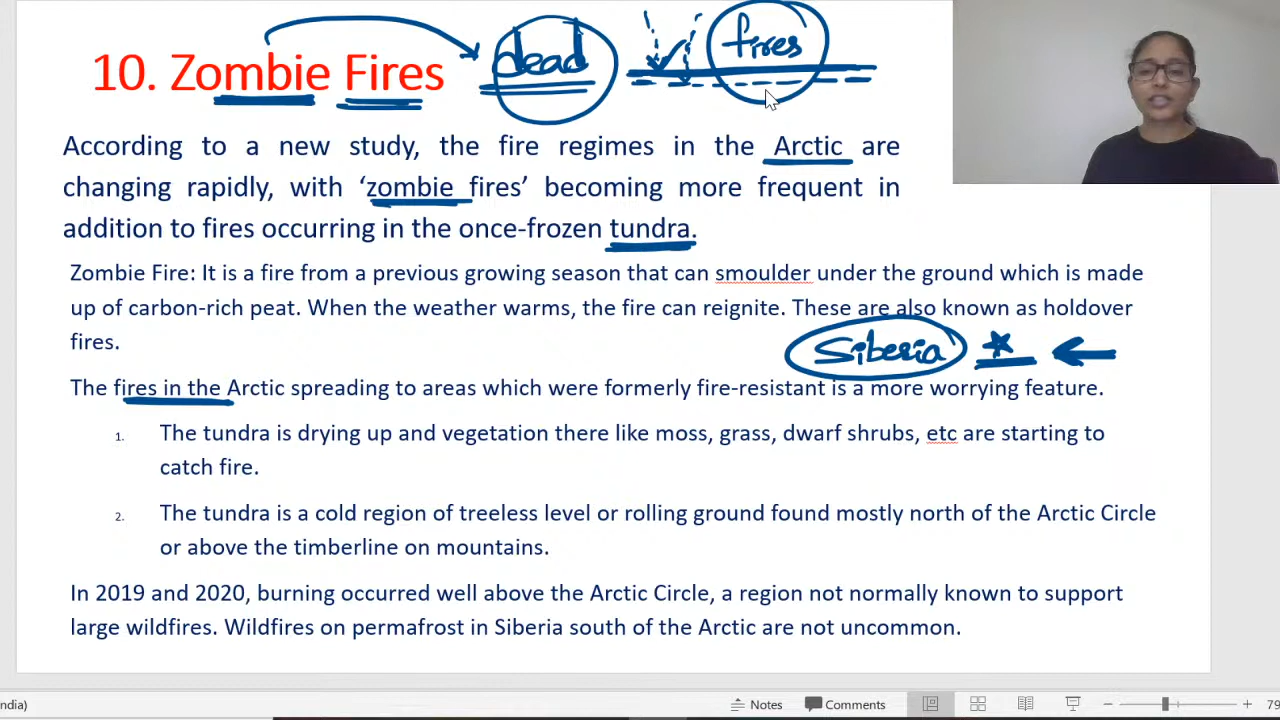 10. Zombie Fires
dead
fires
According to a new study, the fire regimes in the Arctic are
changing rapidly, with ‘zombie fires’ becoming more frequent in
addition to fires occurring in the once-frozen tundra.
Zombie Fire: It is a fire from a previous growing season that can smoulder under the ground which is made
up of carbon-rich peat. When the weather warms, the fire can reignite. These are also known as holdover
fires.
Siberia
The fires in the Arctic spreading to areas which were formerly fire-resistant is a more worrying feature.
1. The tundra is drying up and vegetation there like moss, grass, dwarf shrubs, etc are starting to
catch fire.
2. The tundra is a cold region of treeless level or rolling ground found mostly north of the Arctic Circle
or above the timberline on mountains.
In 2019 and 2020, burning occurred well above the Arctic Circle, a region not normally known to support
large wildfires. Wildfires on permafrost in Siberia south of the Arctic are not uncommon.
ndia) Notes Comments 79